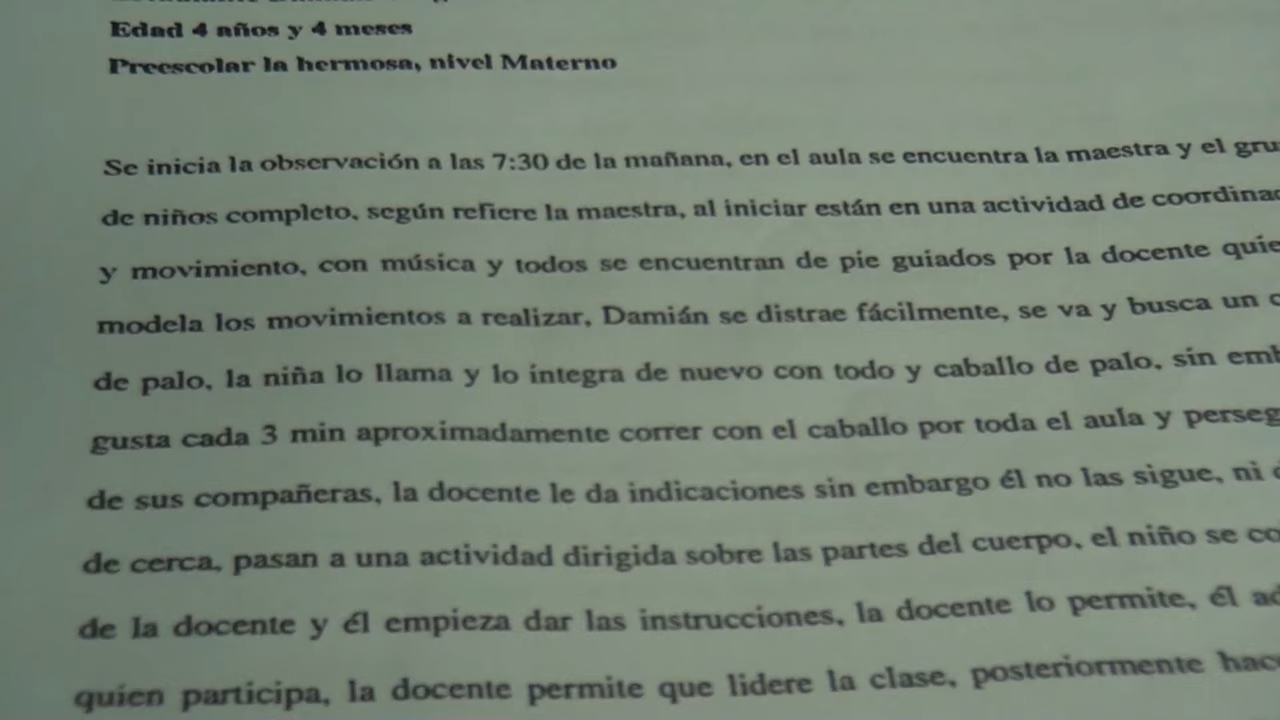 Edad 4 años y 4 meses
Preescolar la hermosa, nivel Materno
Se inicia la observación a las 7:30 de la mañana, en el aula se encuentra la maestra y el
de niños completo, según refiere la maestra, al iniciar están en una actividad de
y movimiento, con música y todos se encuentran de pie guiados por la docente
modela los movimientos a realizar, Damián se distrae fácilmente, se va y busca un
de palo, la niña lo llama y lo integra de nuevo con todo y caballo de palo, sin
gusta cada 3 min aproximadamente correr con el caballo por toda el aula y
de sus compañeras, la docente le da indicaciones sin embargo él no las sigue, ni
de cerca, pasan a una actividad dirigida sobre las partes del cuerpo, el niño se
de la docente y él empieza dar las instrucciones, la docente lo permite, él
quien participa, la docente permite que lidere la clase, posteriormente